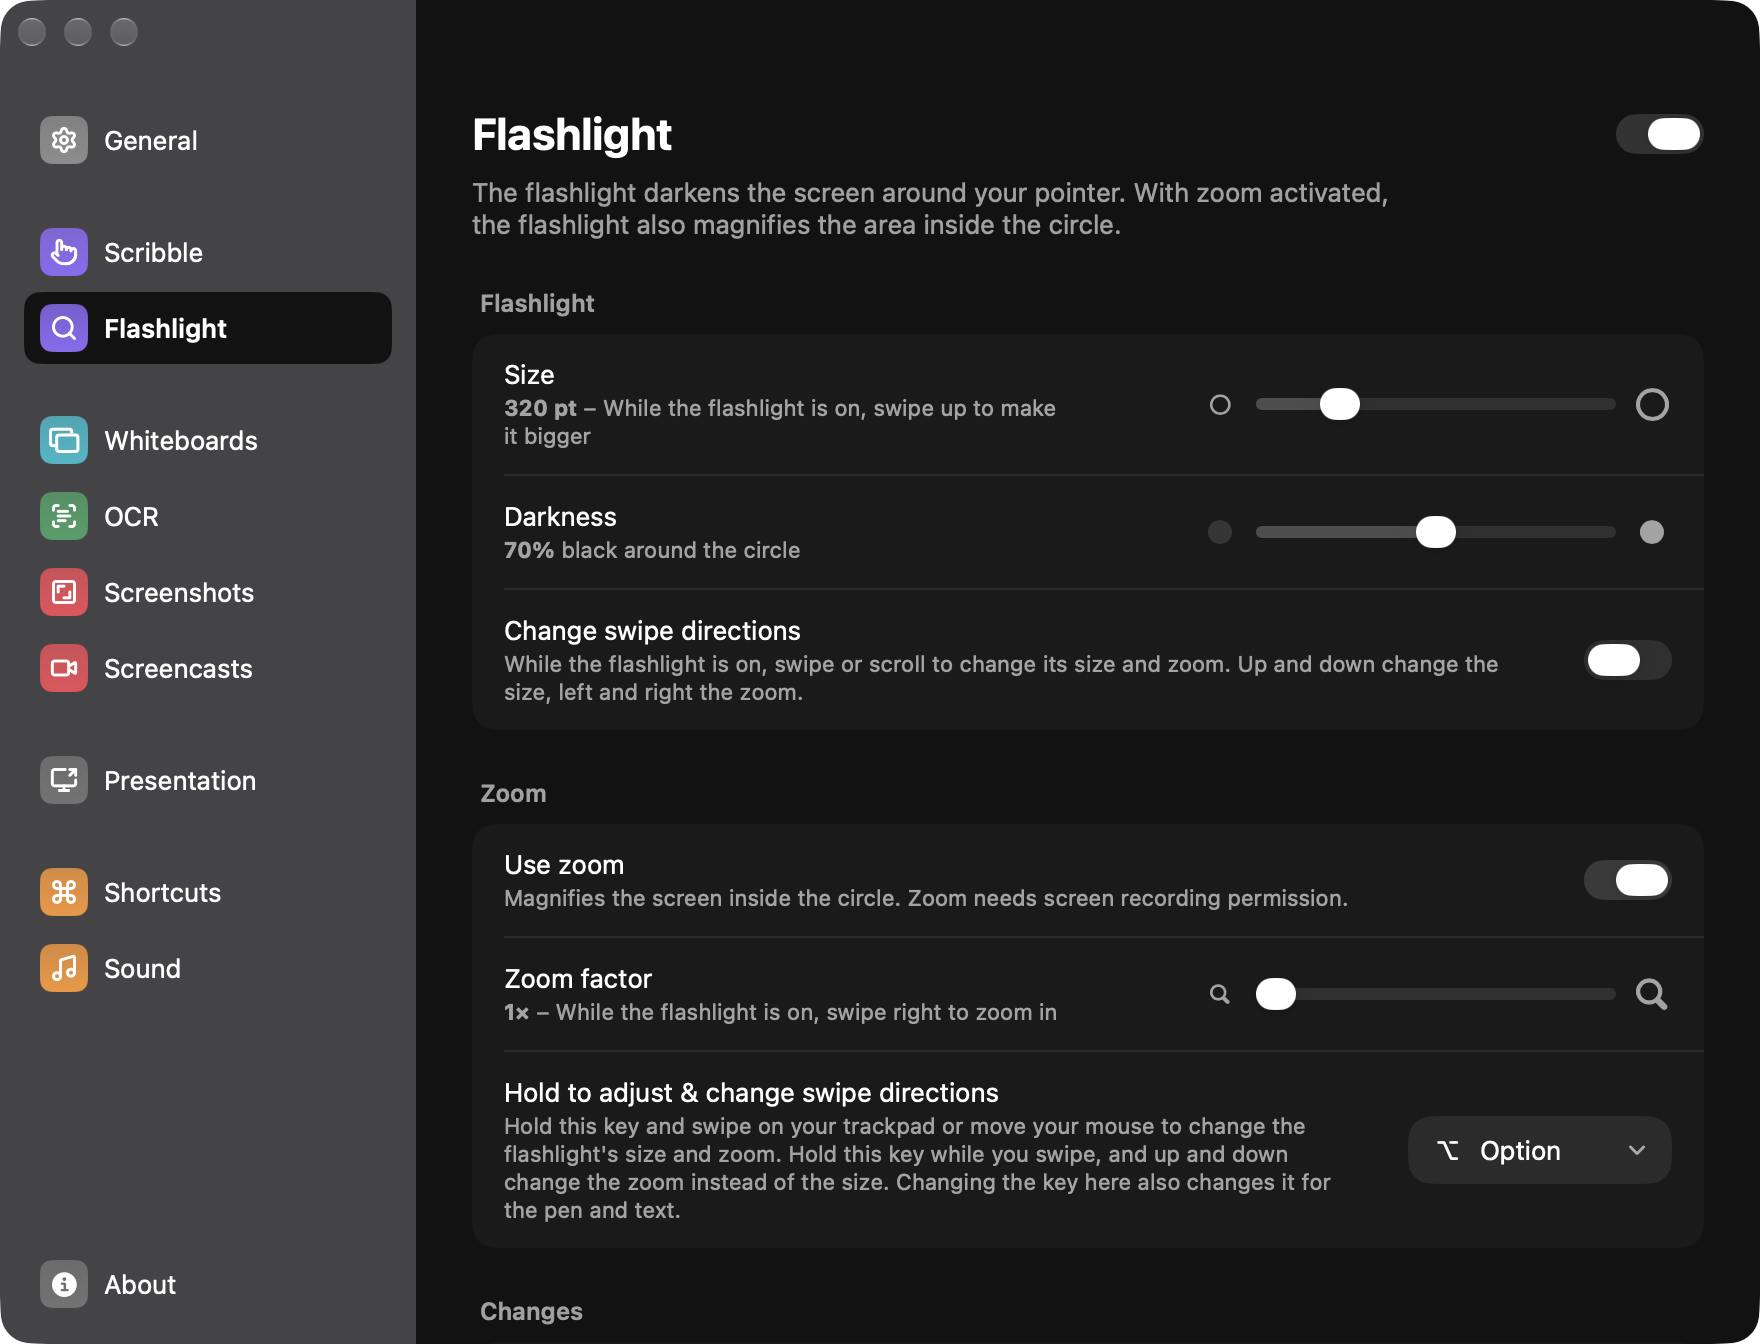 General
Scribble
Flashlight
Whiteboards
OCR
Screenshots
Screencasts
Presentation
Shortcuts
Sound
About
Flashlight
The flashlight darkens the screen around your pointer. With zoom activated,
the flashlight also magnifies the area inside the circle.
Flashlight
Size
320 pt – While the flashlight is on, swipe up to make
it bigger
Darkness
70% black around the circle
Change swipe directions
While the flashlight is on, swipe or scroll to change its size and zoom. Up and down change the
size, left and right the zoom.
Zoom
Use zoom
Magnifies the screen inside the circle. Zoom needs screen recording permission.
Zoom factor
1× – While the flashlight is on, swipe right to zoom in
Hold to adjust & change swipe directions
Hold this key and swipe on your trackpad or move your mouse to change the
flashlight's size and zoom. Hold this key while you swipe, and up and down
change the zoom instead of the size. Changing the key here also changes it for
the pen and text.
⌥ Option
Changes